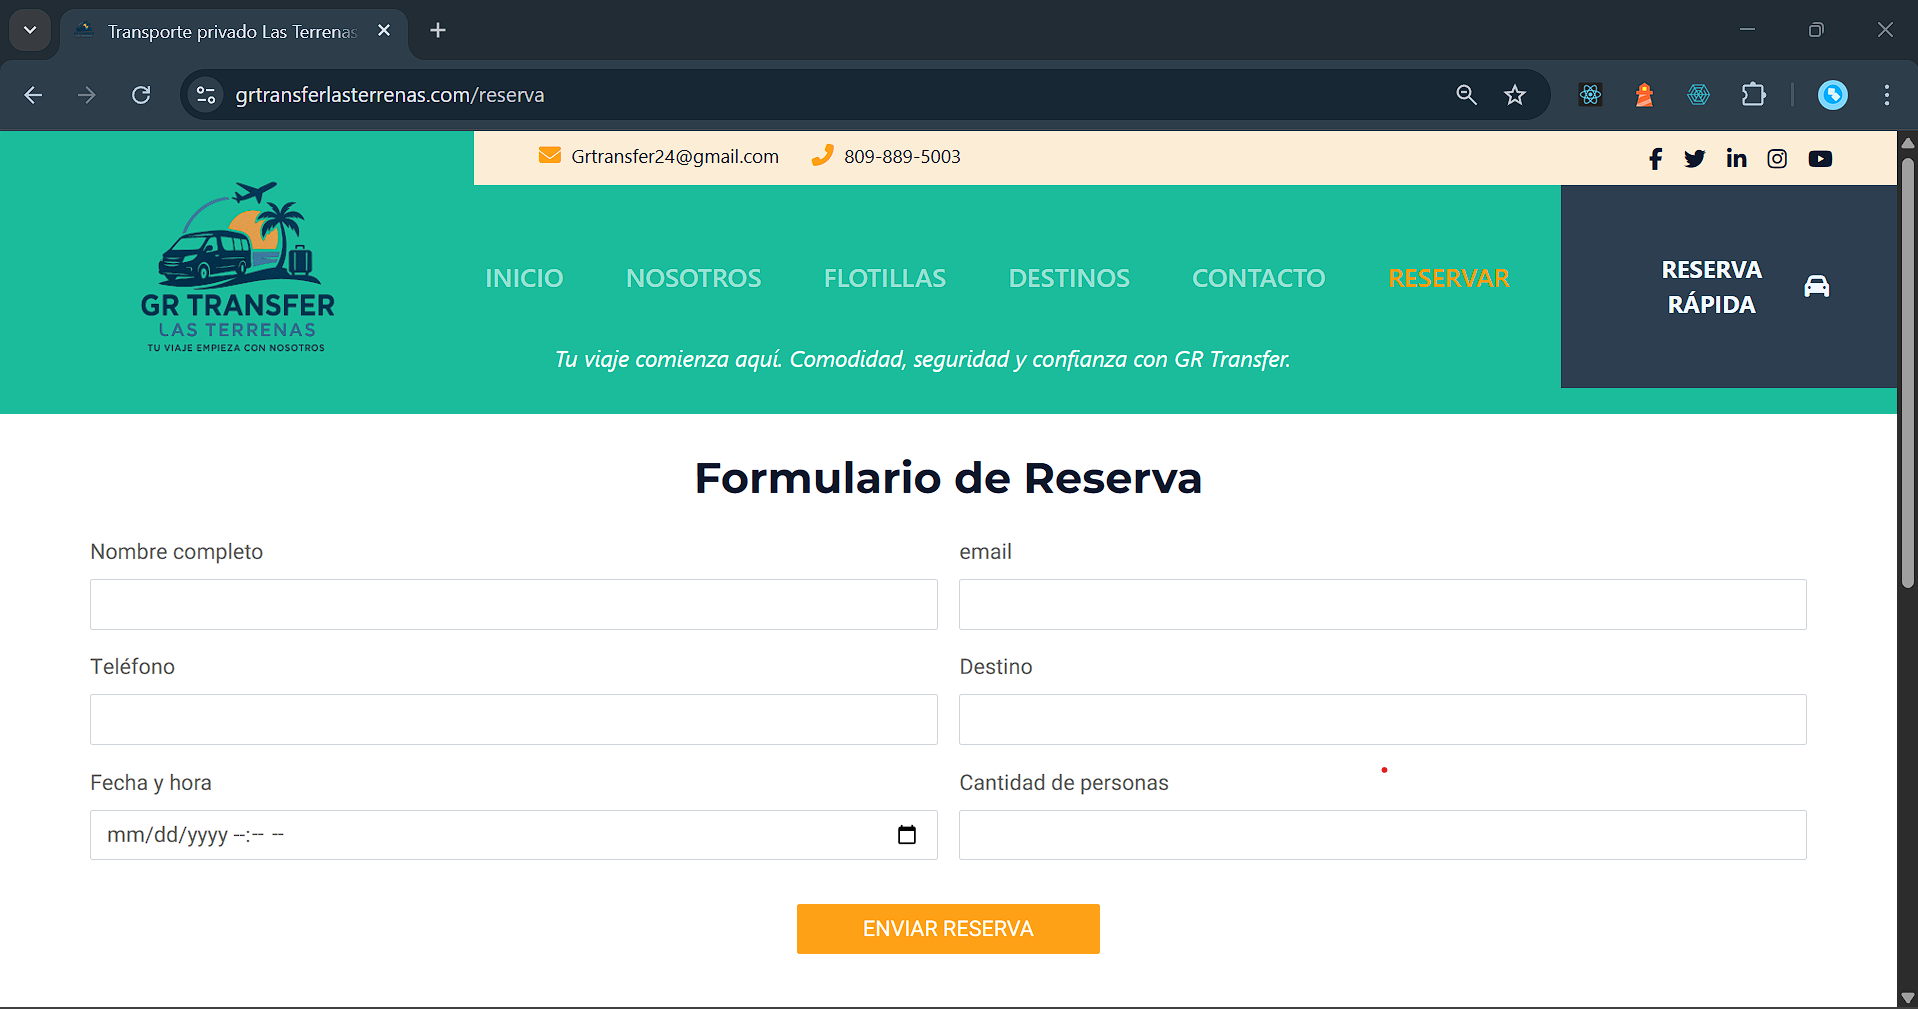 Transporte privado Las Terrenas
grtransferlasterrenas.com/reserva
Grtransfer24@gmail.com 809-889-5003
GR TRANSFER
LAS TERRENAS
TU VIAJE EMPIEZA CON NOSOTROS
INICIO NOSOTROS FLOTILLAS DESTINOS CONTACTO RESERVAR
RESERVA
RÁPIDA
Tu viaje comienza aquí. Comodidad, seguridad y confianza con GR Transfer.
Formulario de Reserva
Nombre completo email
Teléfono Destino
Fecha y hora Cantidad de personas
mm/dd/yyyy --:-- --
ENVIAR RESERVA